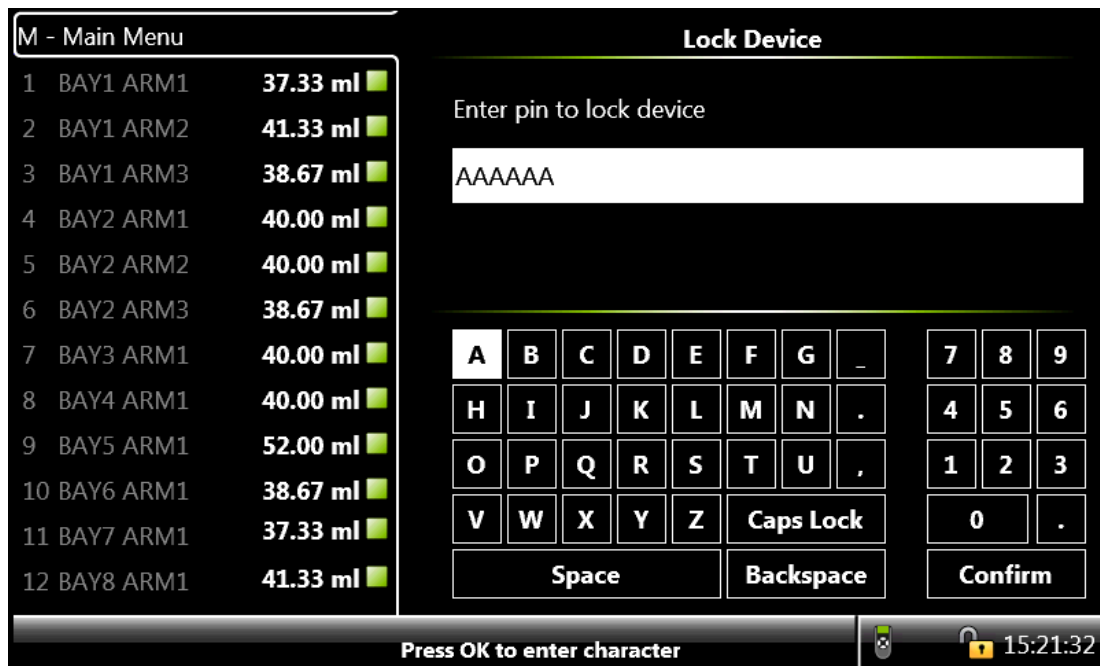 M - Main Menu
1 BAY1 ARM1 37.33 ml
2 BAY1 ARM2 41.33 ml
3 BAY1 ARM3 38.67 ml
4 BAY2 ARM1 40.00 ml
5 BAY2 ARM2 40.00 ml
6 BAY2 ARM3 38.67 ml
7 BAY3 ARM1 40.00 ml
8 BAY4 ARM1 40.00 ml
9 BAY5 ARM1 52.00 ml
10 BAY6 ARM1 38.67 ml
11 BAY7 ARM1 37.33 ml
12 BAY8 ARM1 41.33 ml
Lock Device
Enter pin to lock device
AAAAAA
A B C D E F G _ 7 8 9
H I J K L M N . 4 5 6
O P Q R S T U , 1 2 3
V W X Y Z Caps Lock 0 .
Space Backspace Confirm
Press OK to enter character 15:21:32